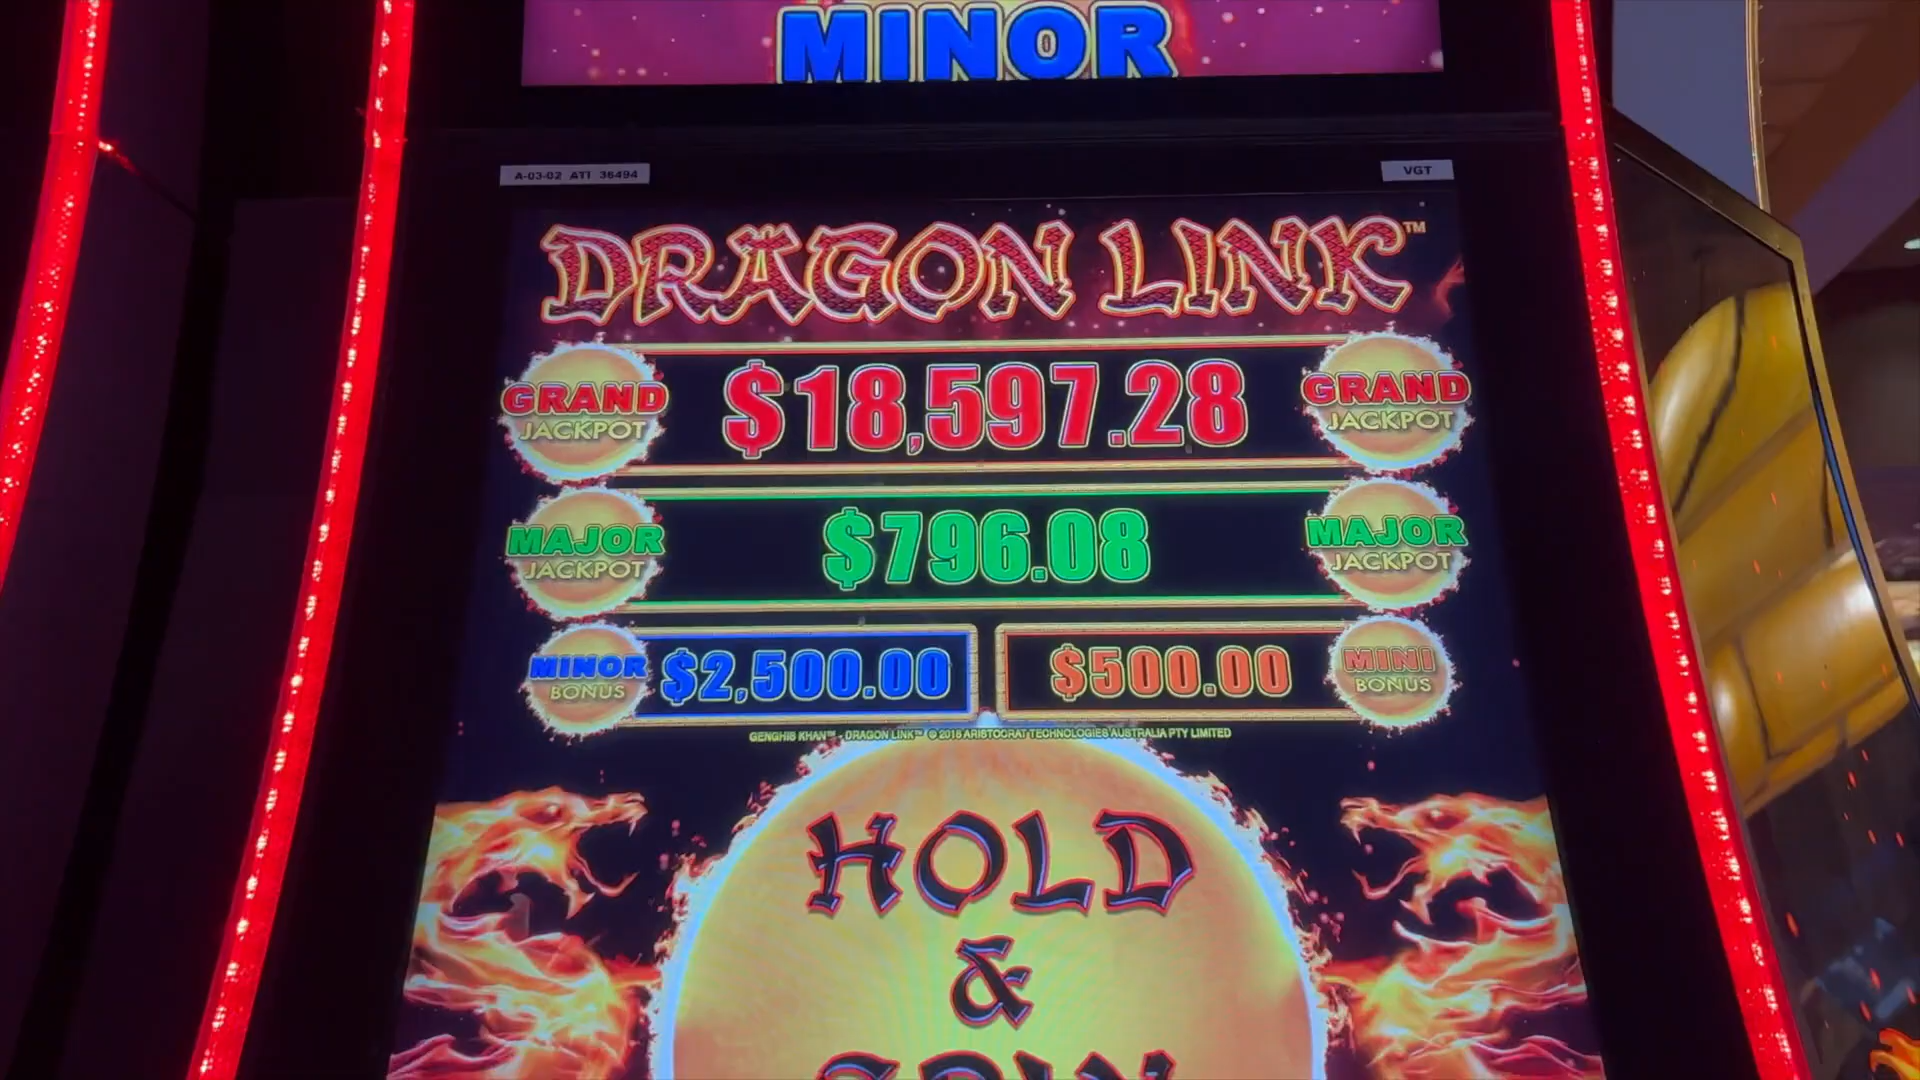 MINOR
A-03-02 ATI 36494
VGT
DRAGON LINK™
GRAND JACKPOT
$18,597.28
GRAND JACKPOT
MAJOR JACKPOT
$796.08
MAJOR JACKPOT
MINOR BONUS
$2,500.00
$500.00
MINI BONUS
GENGHIS KHAN™ - DRAGON LINK™ © 2016 ARISTOCRAT TECHNOLOGIES AUSTRALIA PTY LIMITED
HOLD
&
SPIN